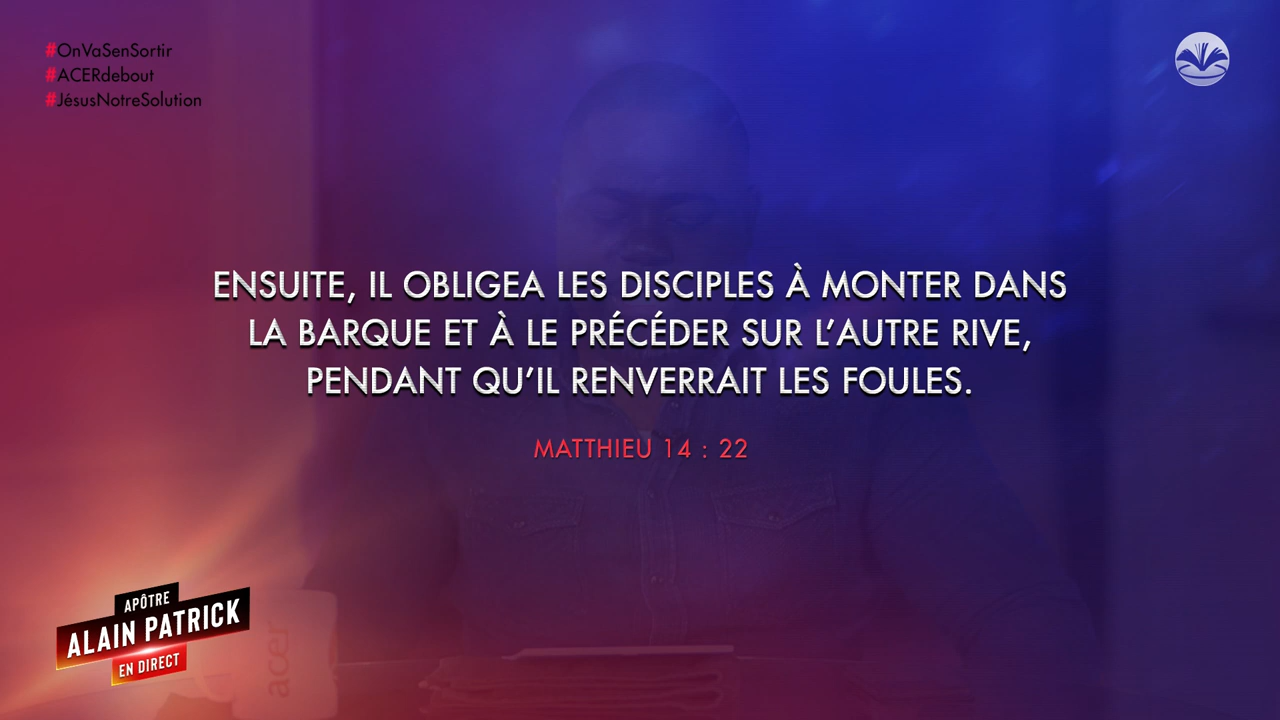 #OnVaSenSortir
#ACERdebout
#JésusNotreSolution
ENSUITE, IL OBLIGEA LES DISCIPLES À MONTER DANS
LA BARQUE ET À LE PRÉCÉDER SUR L’AUTRE RIVE,
PENDANT QU’IL RENVERRAIT LES FOULES.
MATTHIEU 14 : 22
APÔTRE
ALAIN PATRICK
EN DIRECT
acer